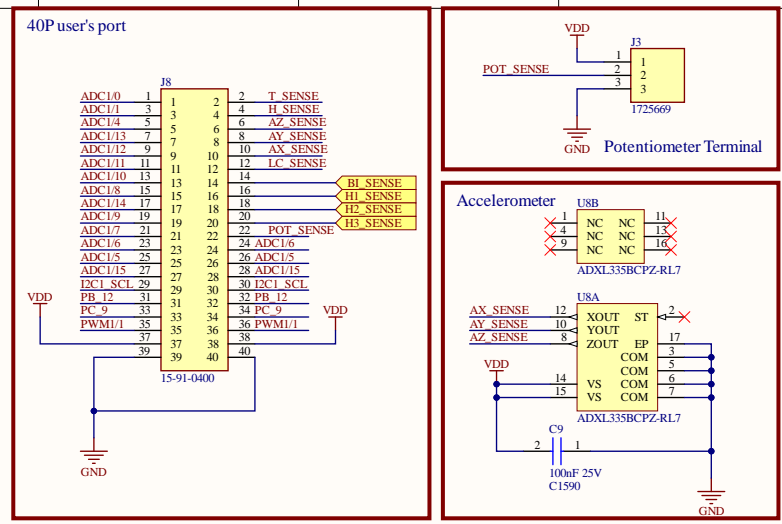 40P user's port
J8
ADC1/0 1 1 2 2 T_SENSE
ADC1/1 3 3 4 4 H_SENSE
ADC1/4 5 5 6 6 AZ_SENSE
ADC1/13 7 7 8 8 AY_SENSE
ADC1/12 9 9 10 10 AX_SENSE
ADC1/11 11 11 12 12 LC_SENSE
ADC1/10 13 13 14 14 BI_SENSE
ADC1/8 15 15 16 16 H1_SENSE
ADC1/14 17 17 18 18 H2_SENSE
ADC1/9 19 19 20 20 H3_SENSE
ADC1/7 21 21 22 22 POT_SENSE
ADC1/6 23 23 24 24 ADC1/6
ADC1/5 25 25 26 26 ADC1/5
ADC1/15 27 27 28 28 ADC1/15
I2C1_SCL 29 29 30 30 I2C1_SCL
PB_12 31 31 32 32 PB_12
PC_9 33 33 34 34 PC_9
PWM1/1 35 35 36 36 PWM1/1
VDD 37 37 38 38 VDD
39 39 40 40
15-91-0400
GND
VDD
J3
1 1
POT_SENSE 2 2
3 3
1725669
GND
Potentiometer Terminal
Accelerometer
U8B
1 NC NC 11
4 NC NC 13
9 NC NC 16
ADXL335BCPZ-RL7
U8A
AX_SENSE 12 XOUT ST 2
AY_SENSE 10 YOUT
AZ_SENSE 8 ZOUT EP 17
COM 3
VDD
COM 5
14 VS COM 6
15 VS COM 7
ADXL335BCPZ-RL7
C9
2 1
100nF 25V
C1590
GND